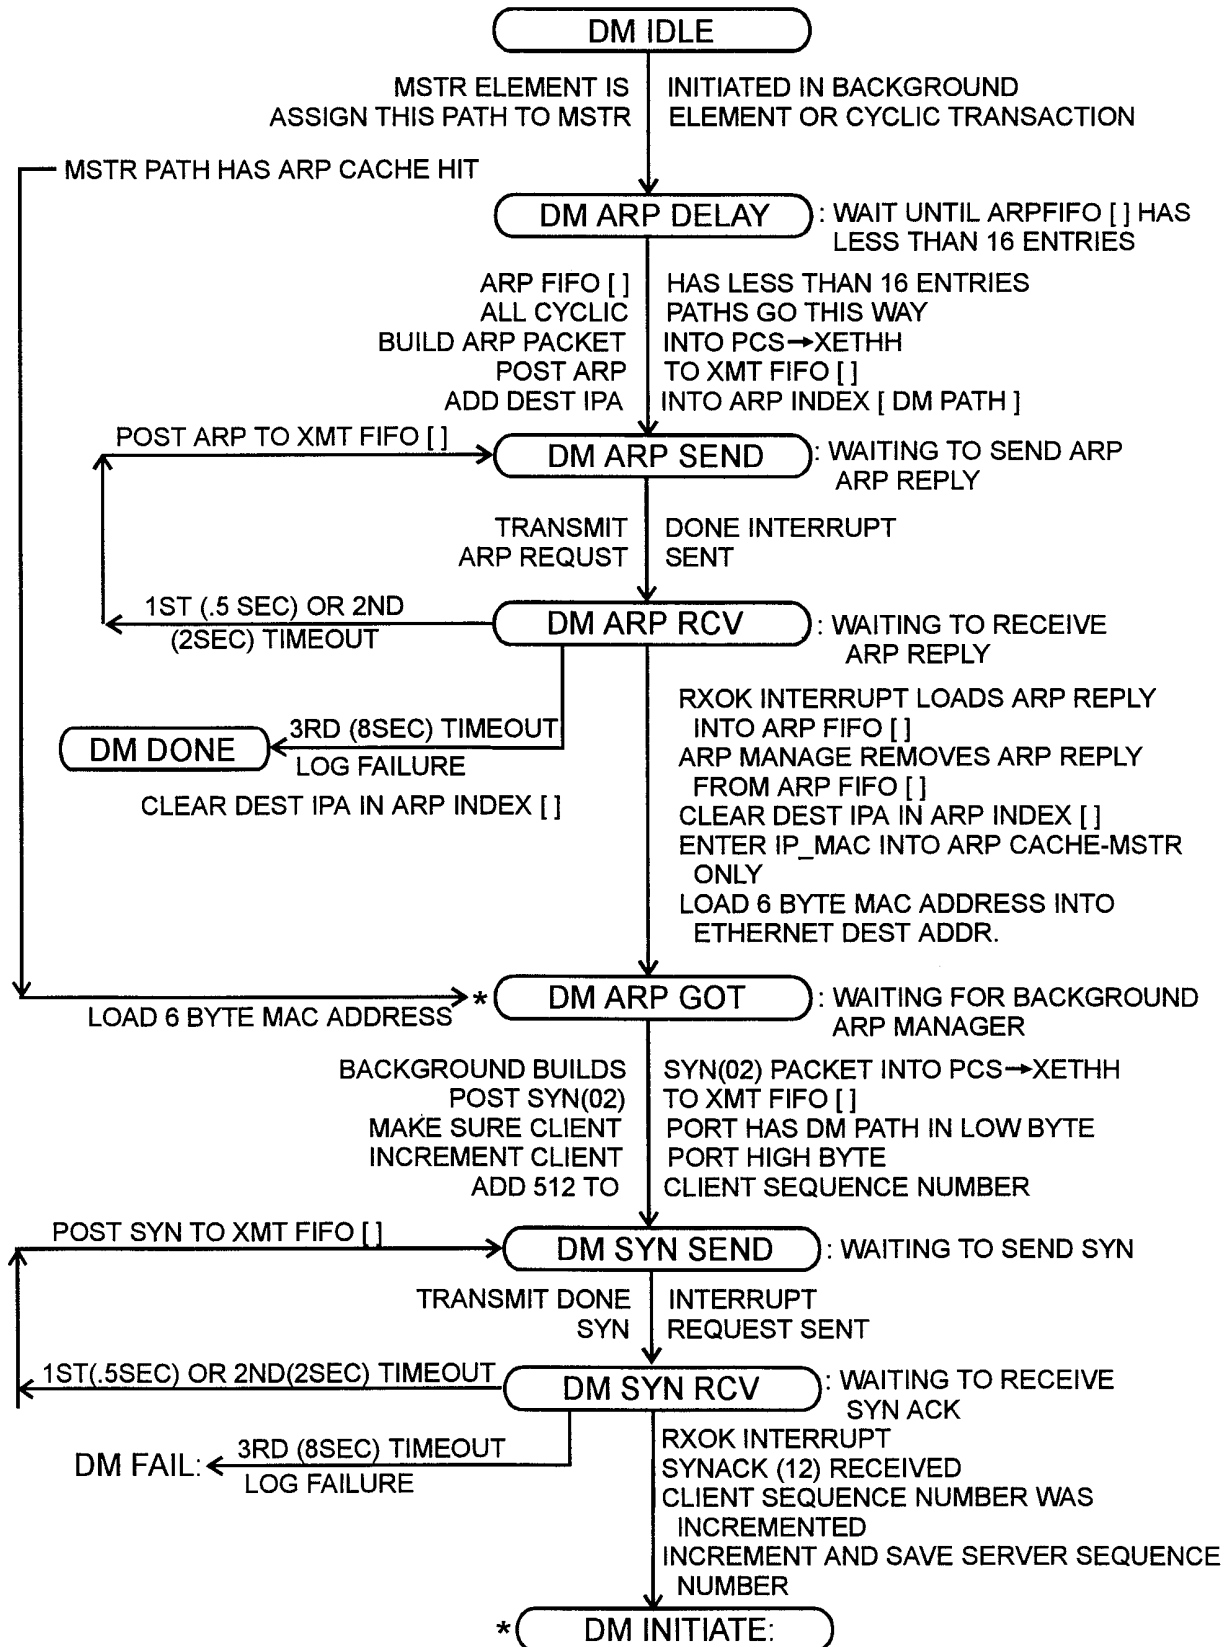 DM IDLE
MSTR ELEMENT IS INITIATED IN BACKGROUND
ASSIGN THIS PATH TO MSTR ELEMENT OR CYCLIC TRANSACTION
MSTR PATH HAS ARP CACHE HIT
DM ARP DELAY : WAIT UNTIL ARPFIFO [ ] HAS
LESS THAN 16 ENTRIES
ARP FIFO [ ] HAS LESS THAN 16 ENTRIES
ALL CYCLIC PATHS GO THIS WAY
BUILD ARP PACKET INTO PCS→XETHH
POST ARP TO XMT FIFO [ ]
ADD DEST IPA INTO ARP INDEX [ DM PATH ]
POST ARP TO XMT FIFO [ ]
DM ARP SEND : WAITING TO SEND ARP
ARP REPLY
TRANSMIT DONE INTERRUPT
ARP REQUST SENT
1ST (.5 SEC) OR 2ND
(2SEC) TIMEOUT
DM ARP RCV : WAITING TO RECEIVE
ARP REPLY
3RD (8SEC) TIMEOUT
DM DONE
LOG FAILURE
CLEAR DEST IPA IN ARP INDEX [ ]
RXOK INTERRUPT LOADS ARP REPLY
INTO ARP FIFO [ ]
ARP MANAGE REMOVES ARP REPLY
FROM ARP FIFO [ ]
CLEAR DEST IPA IN ARP INDEX [ ]
ENTER IP_MAC INTO ARP CACHE-MSTR
ONLY
LOAD 6 BYTE MAC ADDRESS INTO
ETHERNET DEST ADDR.
LOAD 6 BYTE MAC ADDRESS
* DM ARP GOT : WAITING FOR BACKGROUND
ARP MANAGER
BACKGROUND BUILDS SYN(02) PACKET INTO PCS→XETHH
POST SYN(02) TO XMT FIFO [ ]
MAKE SURE CLIENT PORT HAS DM PATH IN LOW BYTE
INCREMENT CLIENT PORT HIGH BYTE
ADD 512 TO CLIENT SEQUENCE NUMBER
POST SYN TO XMT FIFO [ ]
DM SYN SEND : WAITING TO SEND SYN
TRANSMIT DONE INTERRUPT
SYN REQUEST SENT
1ST(.5SEC) OR 2ND(2SEC) TIMEOUT
DM SYN RCV : WAITING TO RECEIVE
SYN ACK
3RD (8SEC) TIMEOUT
DM FAIL:
LOG FAILURE
RXOK INTERRUPT
SYNACK (12) RECEIVED
CLIENT SEQUENCE NUMBER WAS
INCREMENTED
INCREMENT AND SAVE SERVER SEQUENCE
NUMBER
* DM INITIATE: